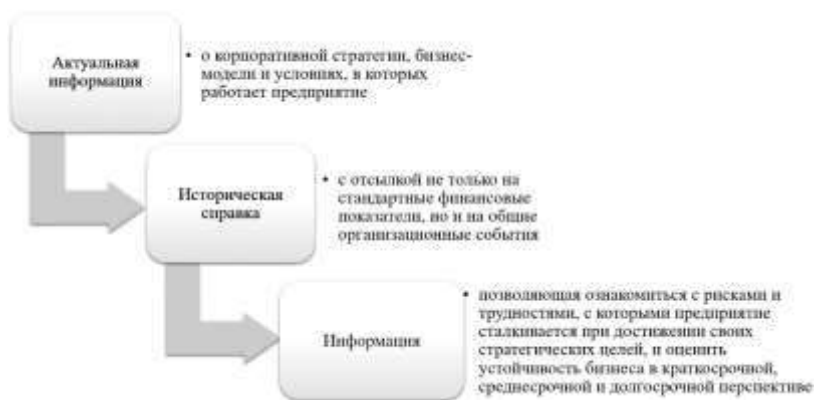 Актуальная
информация
• о корпоративной стратегии, бизнес-
модели и условиях, в которых
работает предприятие
Историческая
справка
• с отсылкой не только на
стандартные финансовые
показатели, но и на общие
организационные события
Информация
• позволяющая ознакомиться с рисками и
трудностями, с которыми предприятие
сталкивается при достижении своих
стратегических целей, и оценить
устойчивость бизнеса в краткосрочной,
среднесрочной и долгосрочной перспективе